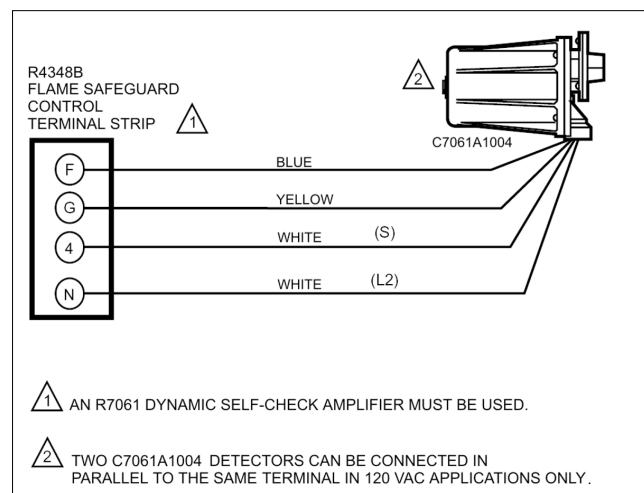 R4348B
FLAME SAFEGUARD
CONTROL
TERMINAL STRIP
1
2
C7061A1004
F
BLUE
G
YELLOW
4
WHITE (S)
N
WHITE (L2)
1 AN R7061 DYNAMIC SELF-CHECK AMPLIFIER MUST BE USED.
2 TWO C7061A1004 DETECTORS CAN BE CONNECTED IN
PARALLEL TO THE SAME TERMINAL IN 120 VAC APPLICATIONS ONLY.